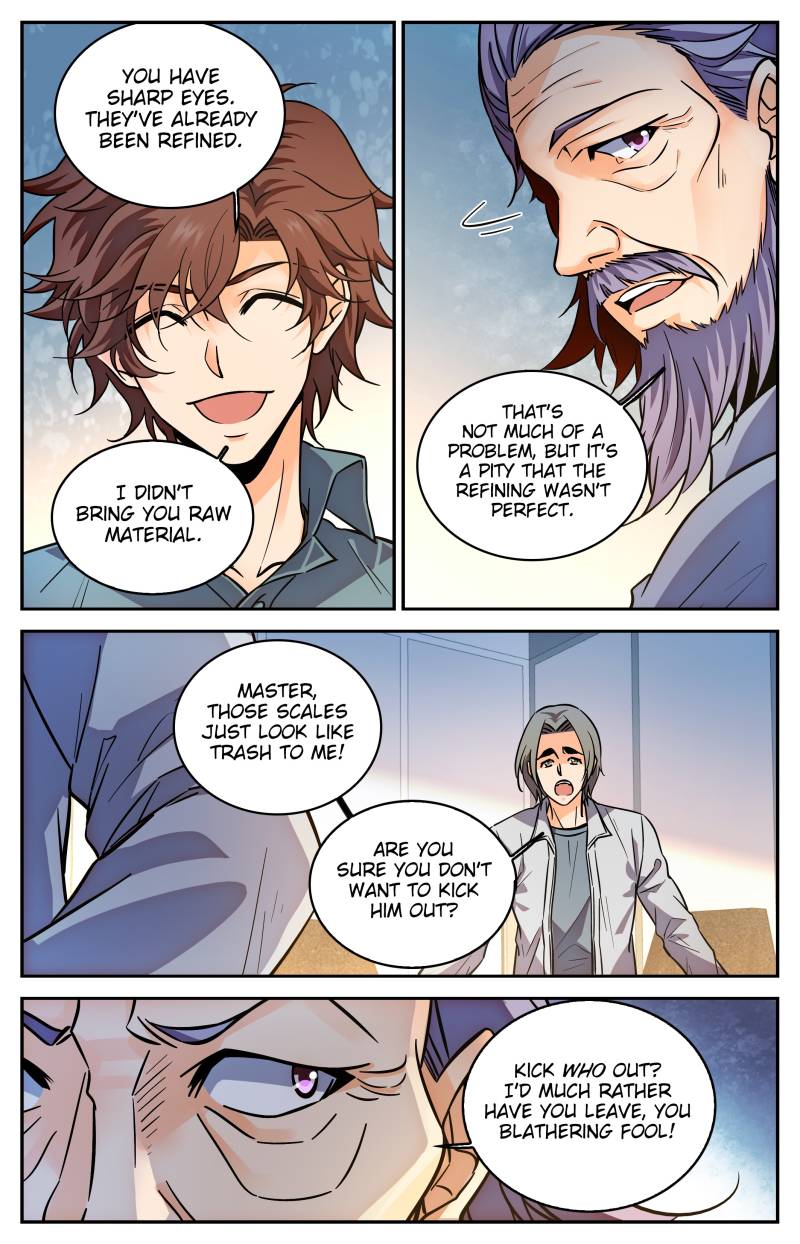 YOU HAVE
SHARP EYES.
THEY'VE ALREADY
BEEN REFINED.
I DIDN'T
BRING YOU RAW
MATERIAL.
THAT'S
NOT MUCH OF A
PROBLEM, BUT IT'S
A PITY THAT THE
REFINING WASN'T
PERFECT.
MASTER,
THOSE SCALES
JUST LOOK LIKE
TRASH TO ME!
ARE YOU
SURE YOU DON'T
WANT TO KICK
HIM OUT?
KICK WHO OUT?
I'D MUCH RATHER
HAVE YOU LEAVE, YOU
BLATHERING FOOL!